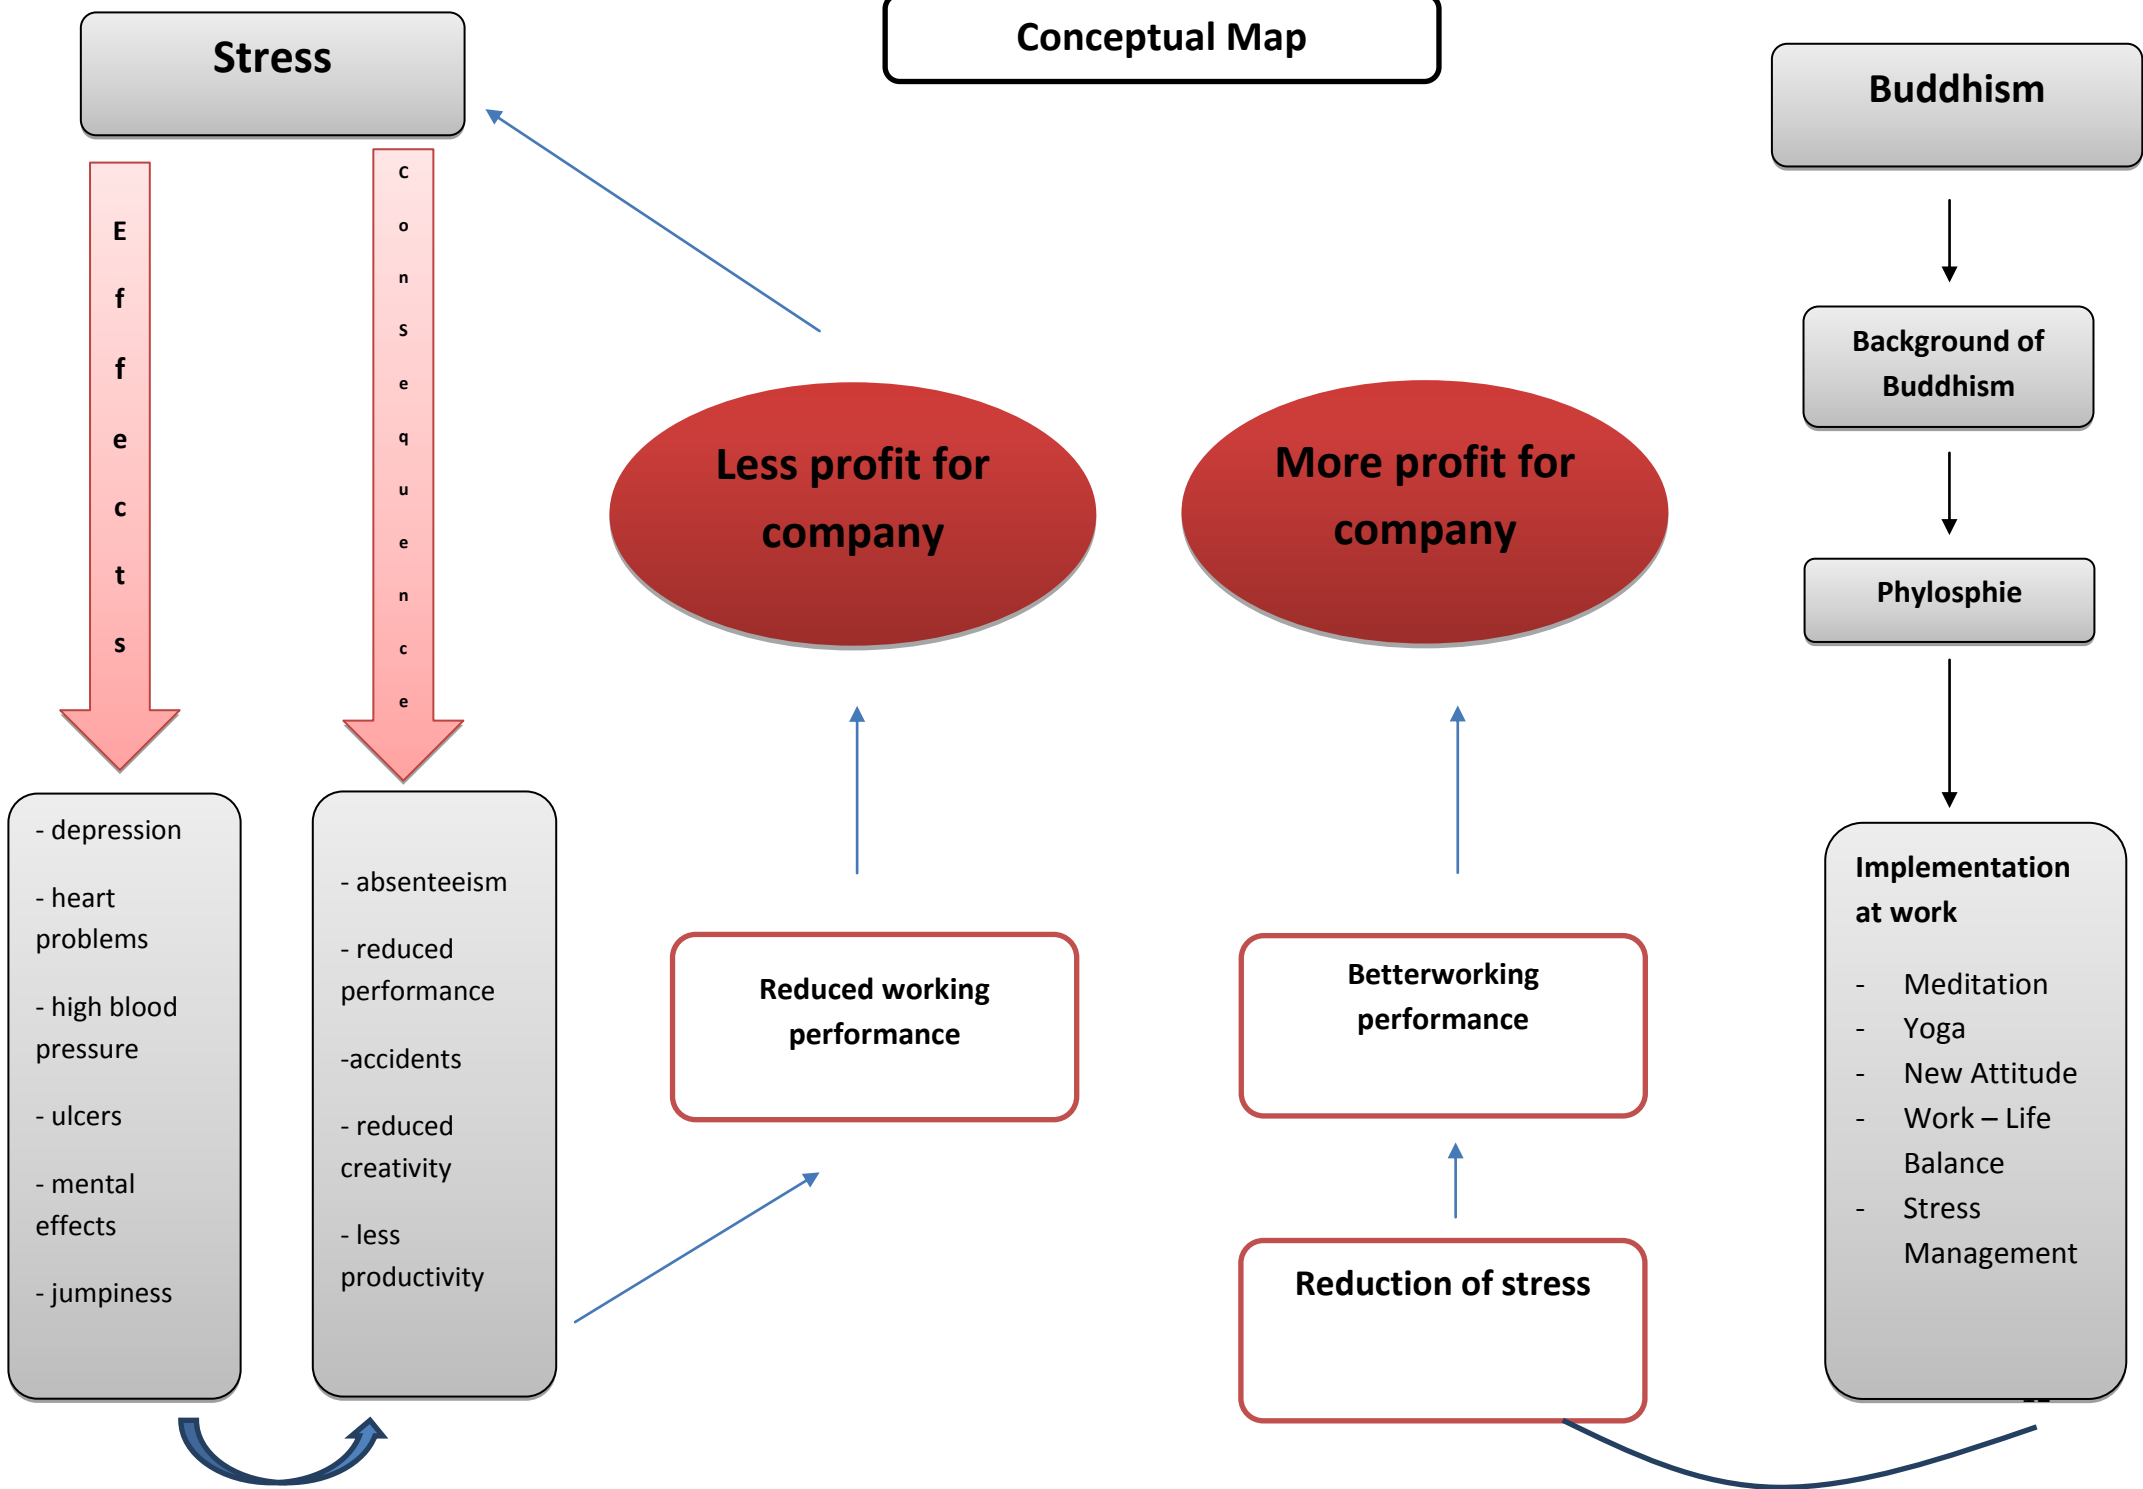 Conceptual Map
Stress
Effects
ConSequence
- depression
- heart
problems
- high blood
pressure
- ulcers
- mental
effects
- jumpiness
- absenteeism
- reduced
performance
-accidents
- reduced
creativity
- less
productivity
Less profit for
company
Reduced working
performance
More profit for
company
Betterworking
performance
Reduction of stress
Buddhism
Background of
Buddhism
Phylosphie
Implementation
at work
- Meditation
- Yoga
- New Attitude
- Work – Life
Balance
- Stress
Management